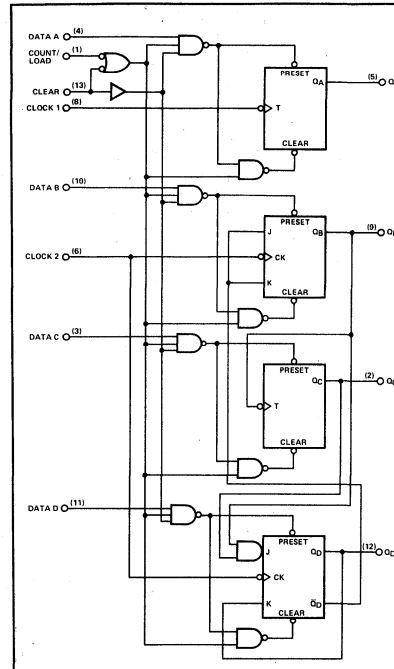 DATA A (4)
COUNT/ (1)
LOAD
PRESET
QA (5) Q
CLEAR (13)
CLOCK 1 (8)
T
CLEAR
DATA B (10)
PRESET
J QB (9) Q
CLOCK 2 (6)
CK
K
CLEAR
DATA C (3)
PRESET
QC (2) Q
T
CLEAR
DATA D (11)
PRESET
J QD (12) QD
CK
K Q̅D
CLEAR